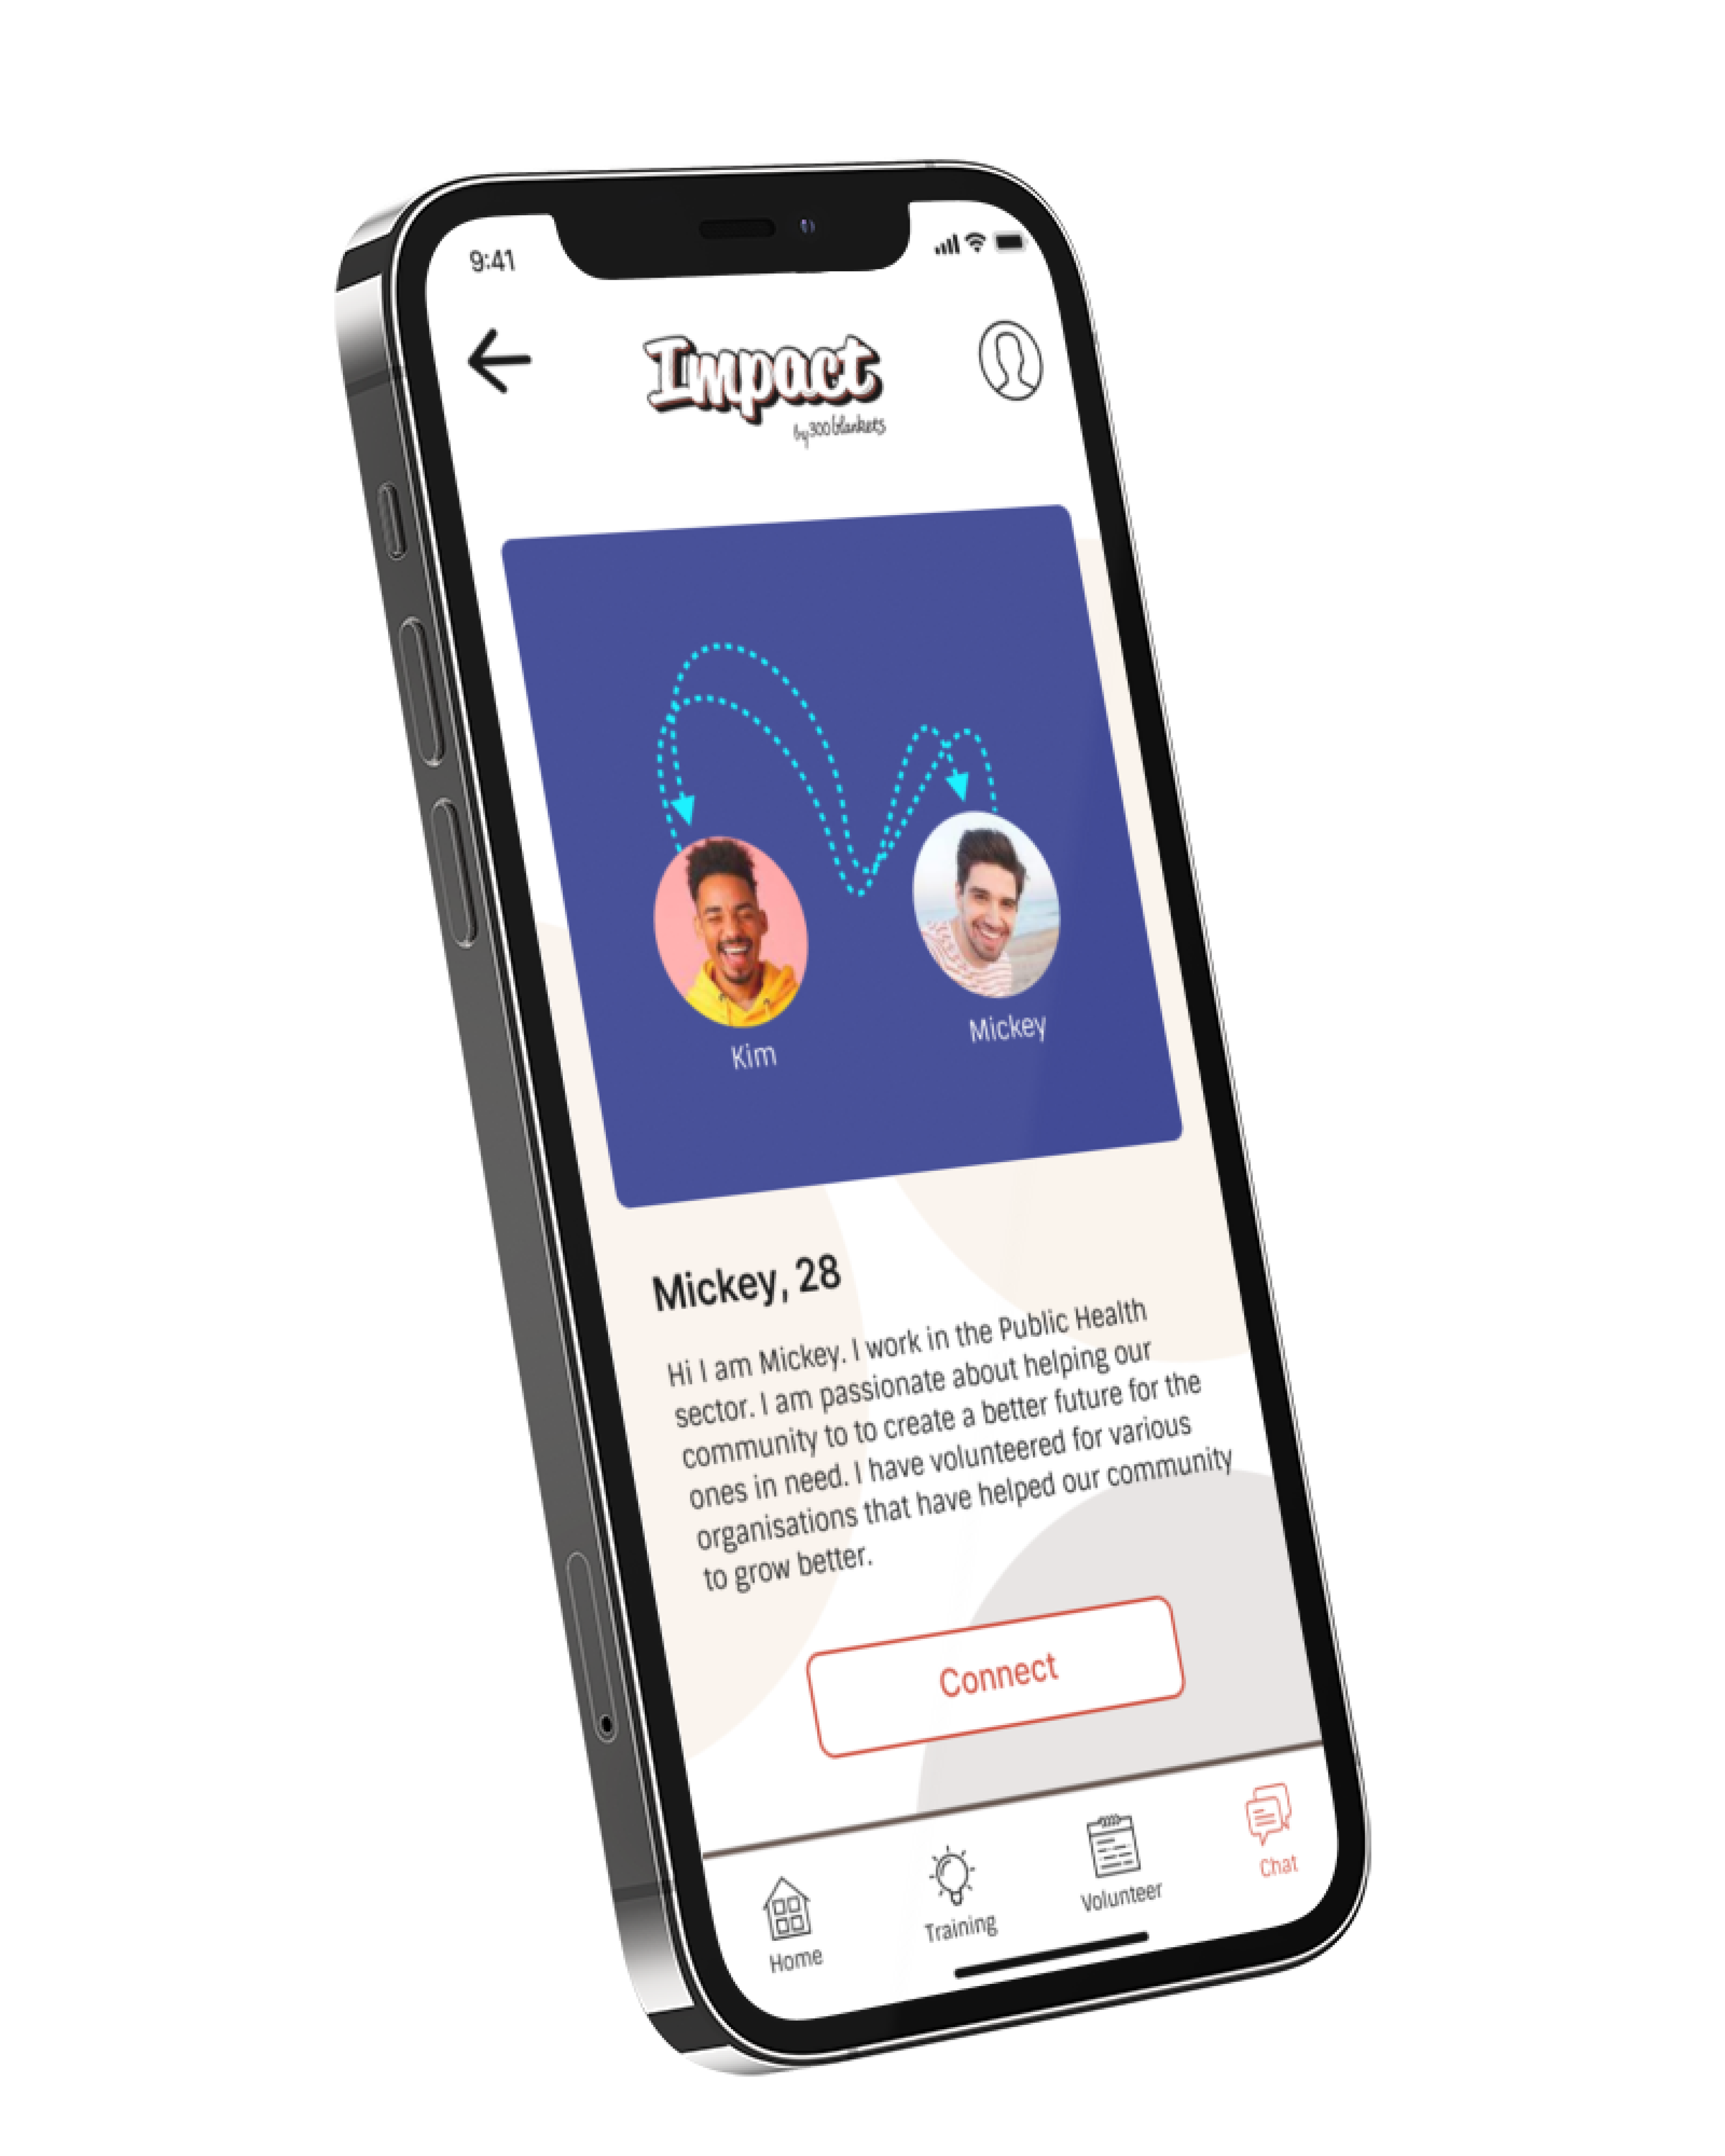 9:41
Impact
by 300 blankets
Kim
Mickey
Mickey, 28
Hi I am Mickey. I work in the Public Health
sector. I am passionate about helping our
community to to create a better future for the
ones in need. I have volunteered for various
organisations that have helped our community
to grow better.
Connect
Home
Training
Volunteer
Chat